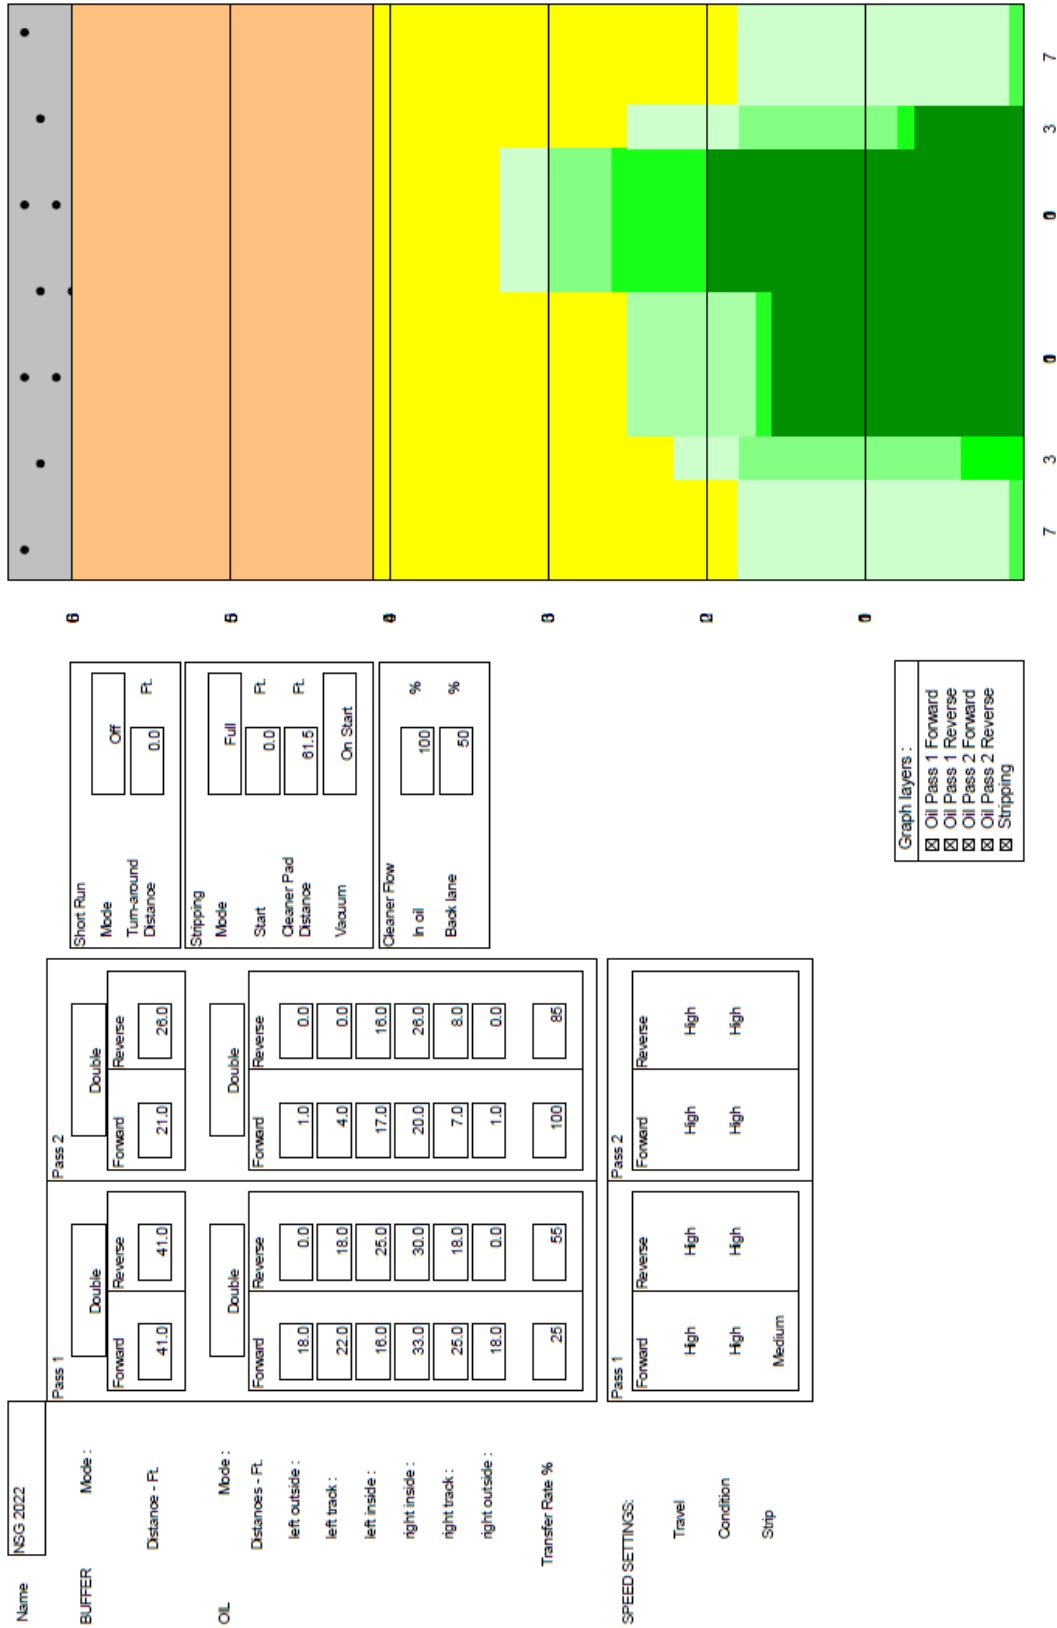 Name NSG 2022
Pass 1 Pass 2
BUFFER Mode : Double Double
Forward Reverse Forward Reverse
Distance - Ft. 41.0 41.0 21.0 26.0
OIL Mode : Double Double
Distances - Ft. Forward Reverse Forward Reverse
left outside : 18.0 0.0 1.0 0.0
left track : 22.0 18.0 4.0 0.0
left inside : 16.0 25.0 17.0 16.0
right inside : 33.0 30.0 20.0 26.0
right track : 25.0 18.0 7.0 8.0
right outside : 18.0 0.0 1.0 0.0
Transfer Rate % 25 55 100 85
SPEED SETTINGS:
Pass 1 Pass 2
Forward Reverse Forward Reverse
Travel High High High High
Condition High High High High
Strip Medium
Short Run
Mode Off
Turn-around
Distance 0.0 Ft.
Stripping
Mode Full
Start 0.0 Ft.
Cleaner Pad
Distance 61.5 Ft.
Vacuum On Start
Cleaner Flow
In oil 100 %
Back lane 50 %
Graph layers :
Oil Pass 1 Forward
Oil Pass 1 Reverse
Oil Pass 2 Forward
Oil Pass 2 Reverse
Stripping
7 3 0 0 3 7